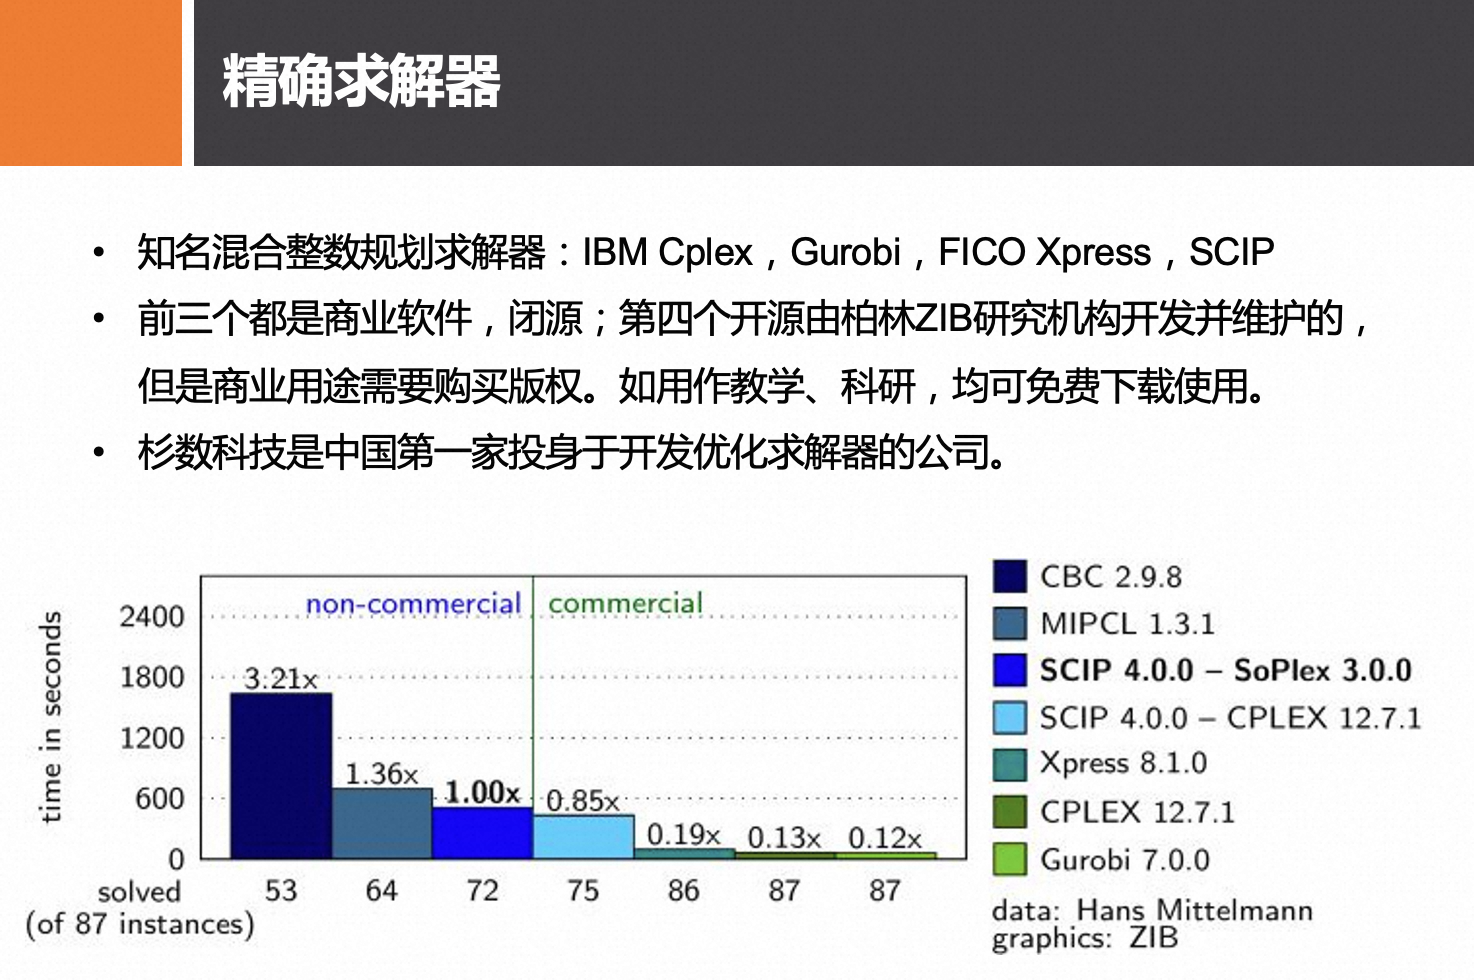 精确求解器
• 知名混合整数规划求解器：IBM Cplex，Gurobi，FICO Xpress，SCIP
• 前三个都是商业软件，闭源；第四个开源由柏林ZIB研究机构开发并维护的，
但是商业用途需要购买版权。如用作教学、科研，均可免费下载使用。
• 杉数科技是中国第一家投身于开发优化求解器的公司。
time in seconds
2400
1800
1200
600
0
non-commercial
commercial
3.21x
1.36x
1.00x
0.85x
0.19x
0.13x
0.12x
solved
(of 87 instances)
53
64
72
75
86
87
87
CBC 2.9.8
MIPCL 1.3.1
SCIP 4.0.0 – SoPlex 3.0.0
SCIP 4.0.0 – CPLEX 12.7.1
Xpress 8.1.0
CPLEX 12.7.1
Gurobi 7.0.0
data: Hans Mittelmann
graphics: ZIB